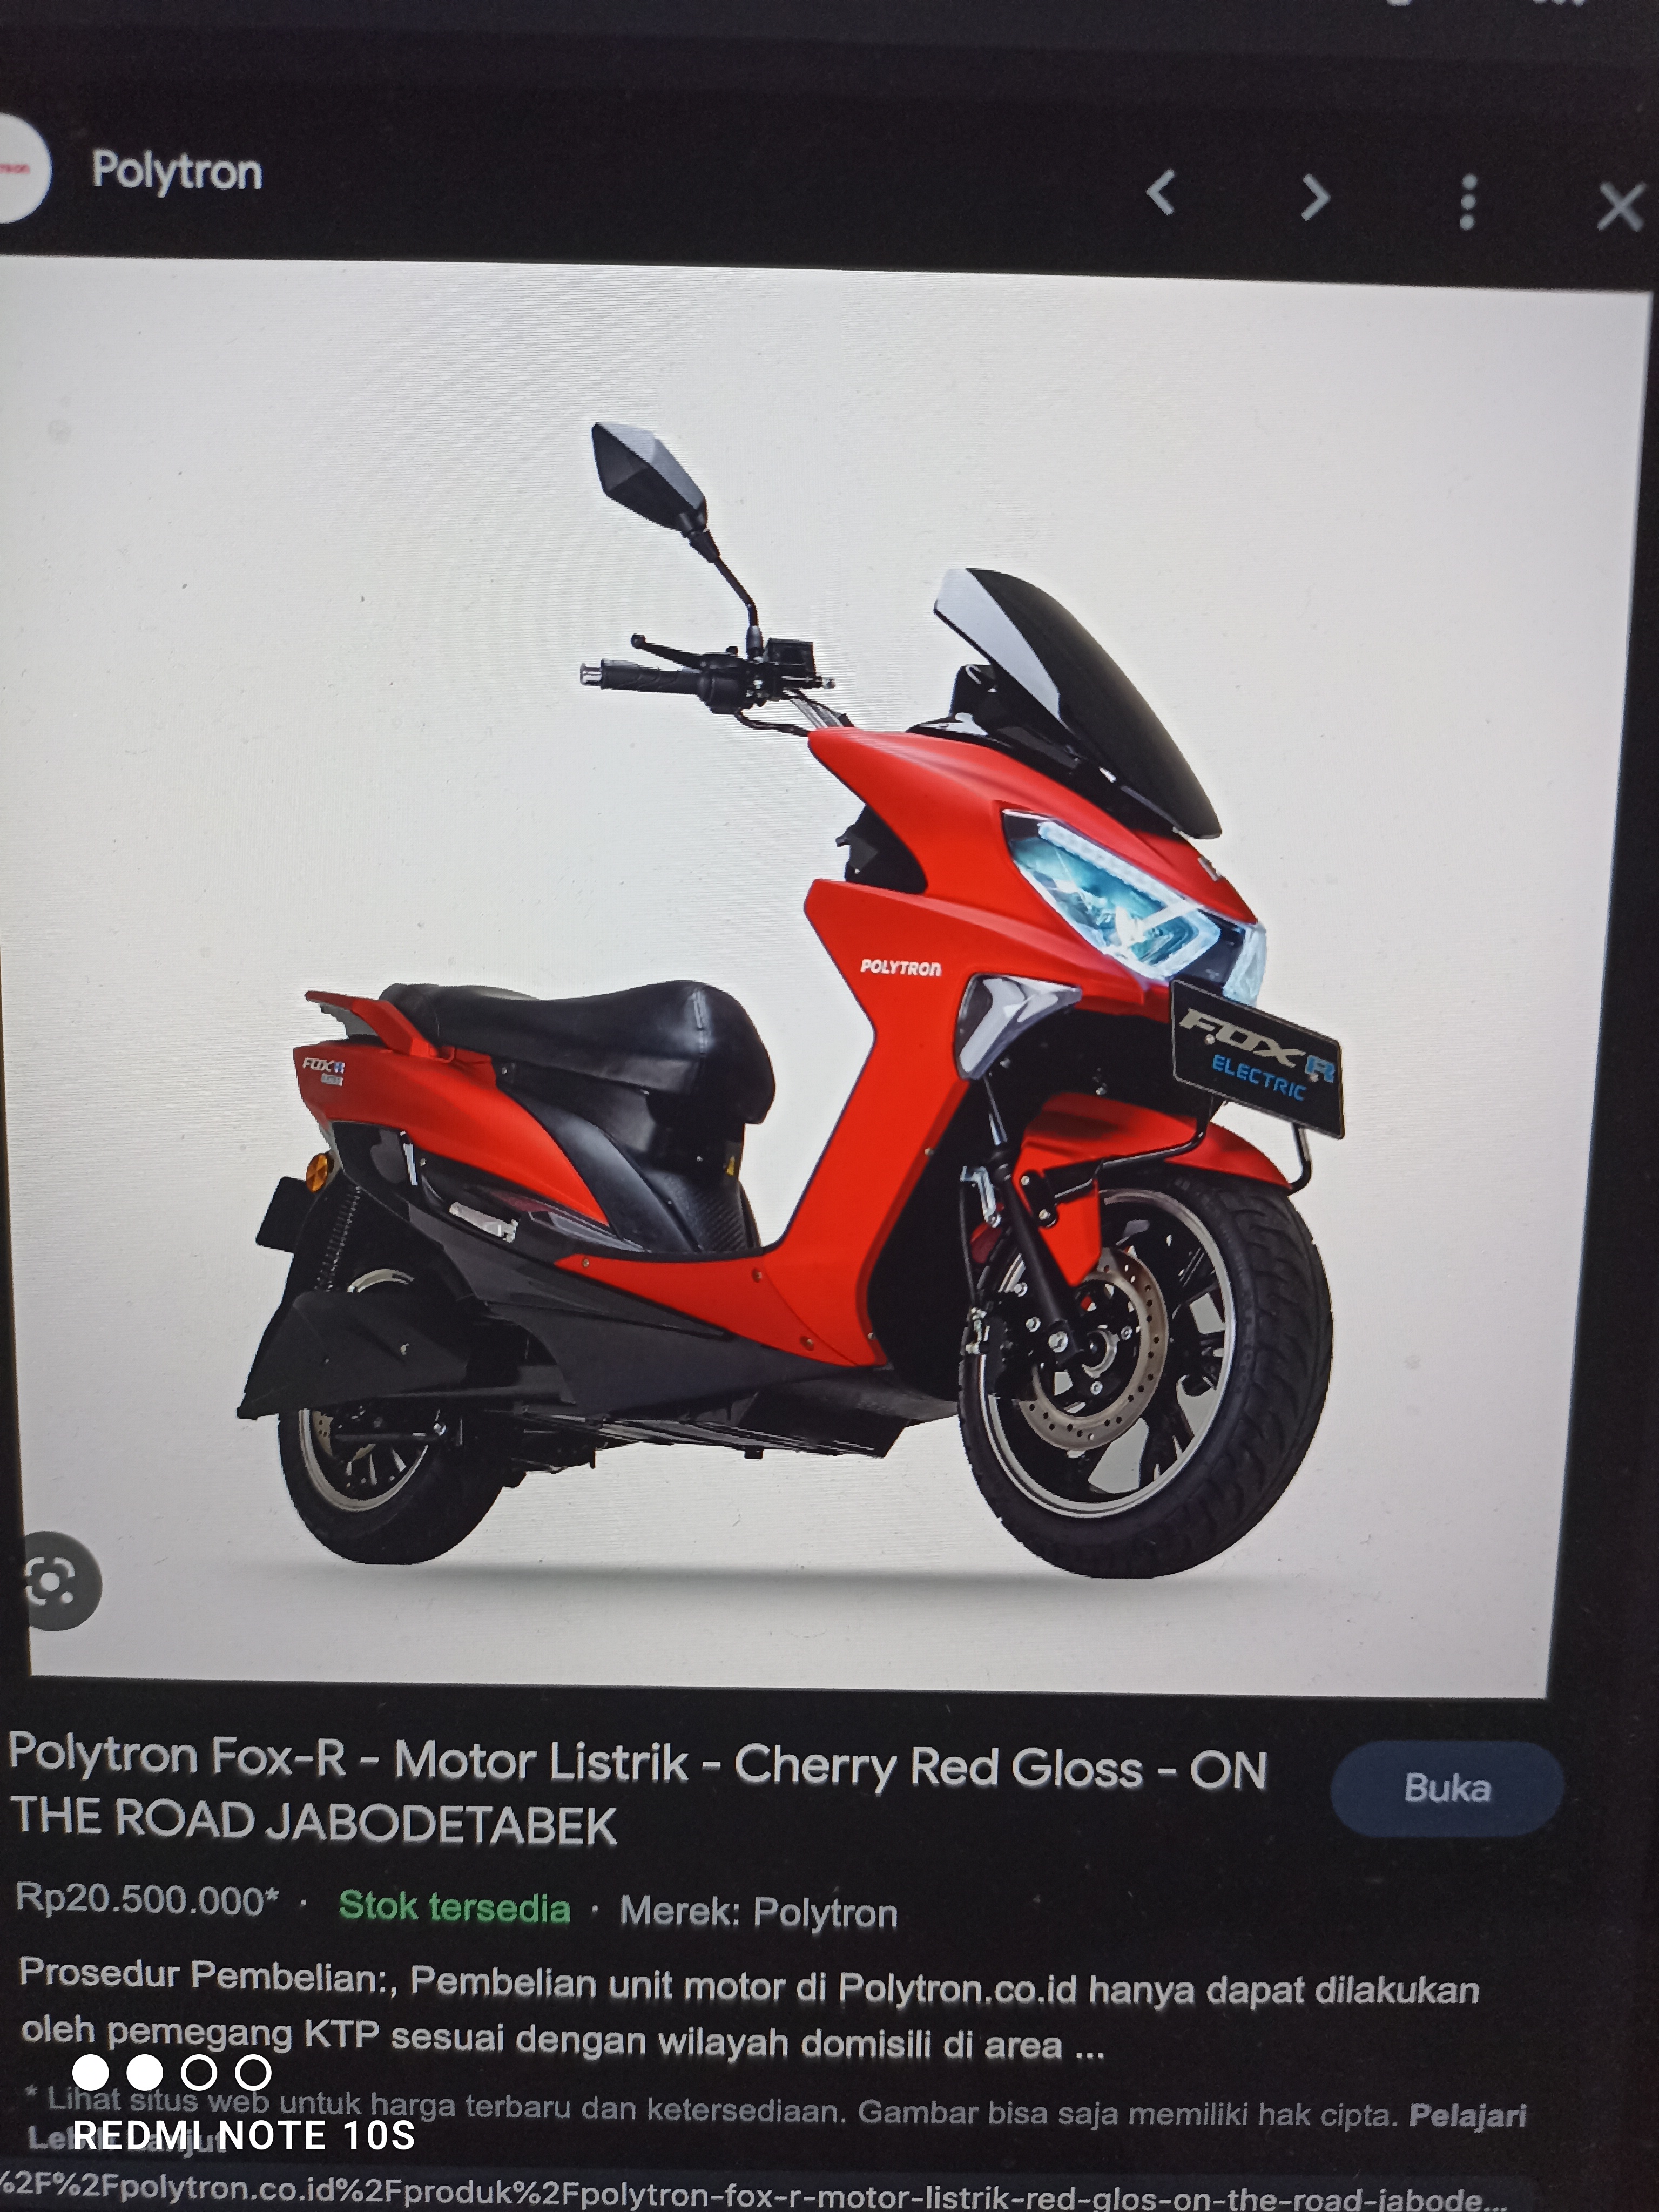 Polytron
POLYTRON
FOX R
ELECTRIC
FOX R
Polytron Fox-R - Motor Listrik - Cherry Red Gloss - ON
THE ROAD JABODETABEK
Buka
Rp20.500.000* · Stok tersedia · Merek: Polytron
Prosedur Pembelian:, Pembelian unit motor di Polytron.co.id hanya dapat dilakukan
oleh pemegang KTP sesuai dengan wilayah domisili di area ...
* Lihat situs web untuk harga terbaru dan ketersediaan. Gambar bisa saja memiliki hak cipta. Pelajari
Lebih Lanjut
REDMI NOTE 10S
%2F%2Fpolytron.co.id%2Fproduk%2Fpolytron-fox-r-motor-listrik-red-glos-on-the-road-jabode...